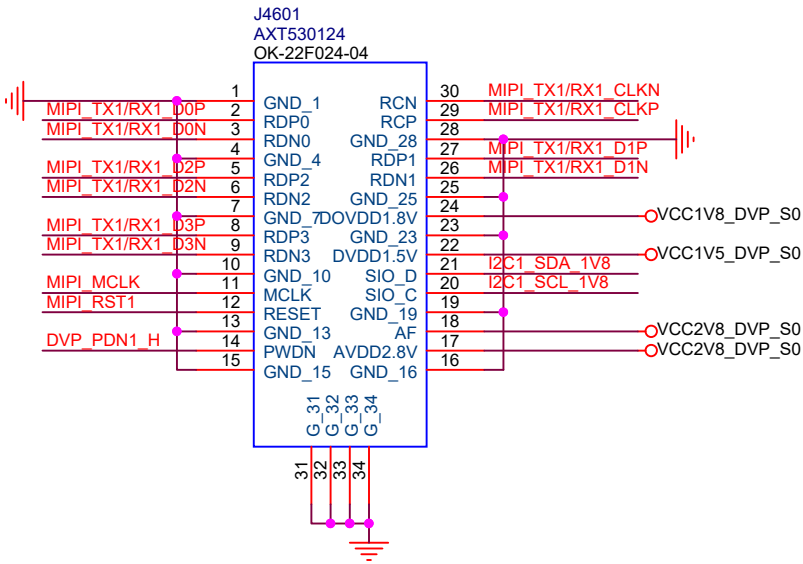 J4601
AXT530124
OK-22F024-04
1 GND_1 RCN 30 MIPI_TX1/RX1_CLKN
MIPI_TX1/RX1_D0P 2 RDP0 RCP 29 MIPI_TX1/RX1_CLKP
MIPI_TX1/RX1_D0N 3 RDN0 GND_28 28
4 GND_4 RDP1 27 MIPI_TX1/RX1_D1P
MIPI_TX1/RX1_D2P 5 RDP2 RDN1 26 MIPI_TX1/RX1_D1N
MIPI_TX1/RX1_D2N 6 RDN2 GND_25 25
7 GND_7 DOVDD1.8V 24 VCC1V8_DVP_S0
MIPI_TX1/RX1_D3P 8 RDP3 GND_23 23
MIPI_TX1/RX1_D3N 9 RDN3 DVDD1.5V 22 VCC1V5_DVP_S0
10 GND_10 SIO_D 21 I2C1_SDA_1V8
MIPI_MCLK 11 MCLK SIO_C 20 I2C1_SCL_1V8
MIPI_RST1 12 RESET GND_19 19
13 GND_13 AF 18 VCC2V8_DVP_S0
DVP_PDN1_H 14 PWDN AVDD2.8V 17 VCC2V8_DVP_S0
15 GND_15 GND_16 16
G_31 G_32 G_33 G_34
31 32 33 34